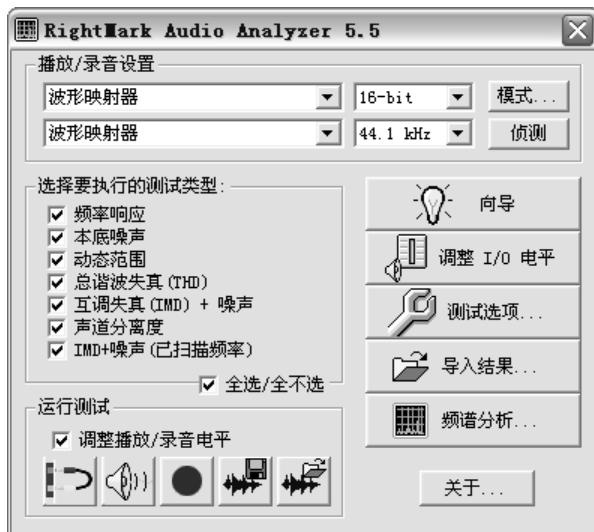 RightMark Audio Analyzer 5.5
播放/录音设置
波形映射器 16-bit 模式...
波形映射器 44.1 kHz 侦测
选择要执行的测试类型:
频率响应
本底噪声
动态范围
总谐波失真(THD)
互调失真(IMD) + 噪声
声道分离度
IMD+噪声(已扫描频率)
全选/全不选
向导
调整 I/O 电平
测试选项...
导入结果...
频谱分析...
运行测试
调整播放/录音电平
关于...